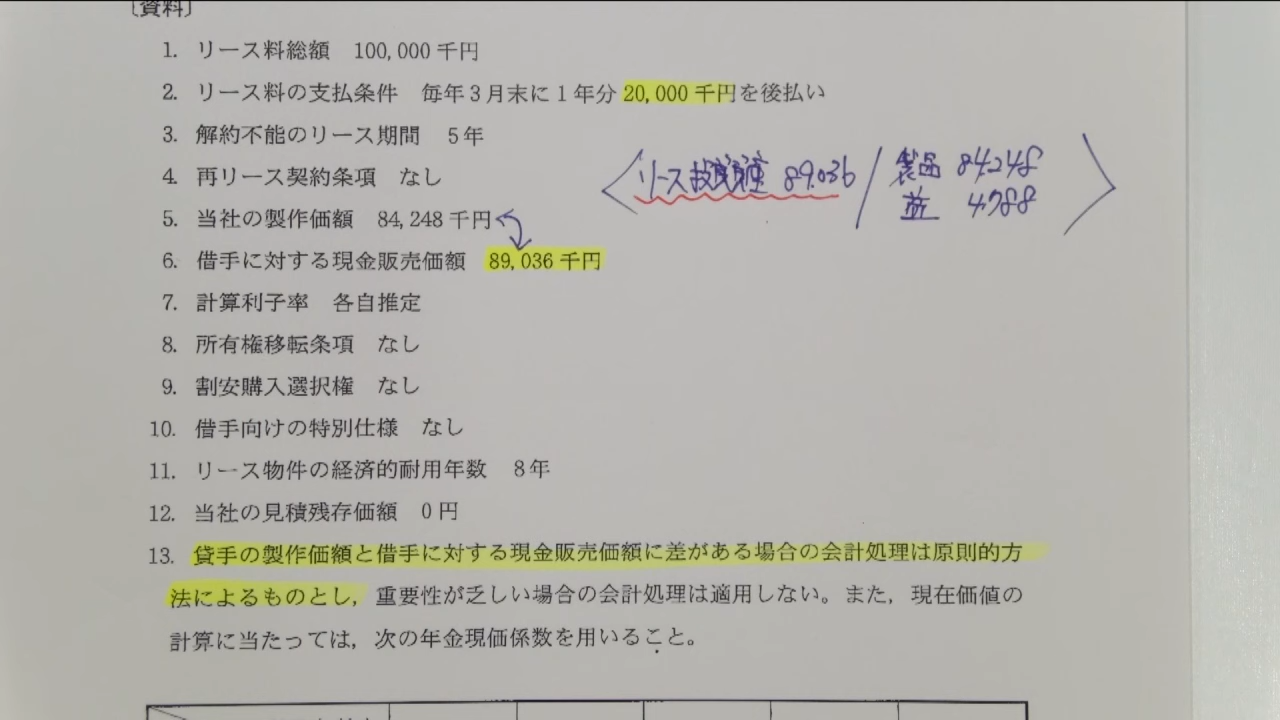 〔資料〕
1. リース料総額 100,000千円
2. リース料の支払条件 毎年3月末に1年分20,000千円を後払い
3. 解約不能のリース期間 5年
4. 再リース契約条項 なし
5. 当社の製作価額 84,248千円
6. 借手に対する現金販売価額 89,036千円
7. 計算利子率 各自推定
8. 所有権移転条項 なし
9. 割安購入選択権 なし
10. 借手向けの特別仕様 なし
11. リース物件の経済的耐用年数 8年
12. 当社の見積残存価額 0円
13. 貸手の製作価額と借手に対する現金販売価額に差がある場合の会計処理は原則的方
法によるものとし,重要性が乏しい場合の会計処理は適用しない。また,現在価値の
計算に当たっては,次の年金現価係数を用いること。
リース投資資産 89,036 / 製品 84,248
4,788